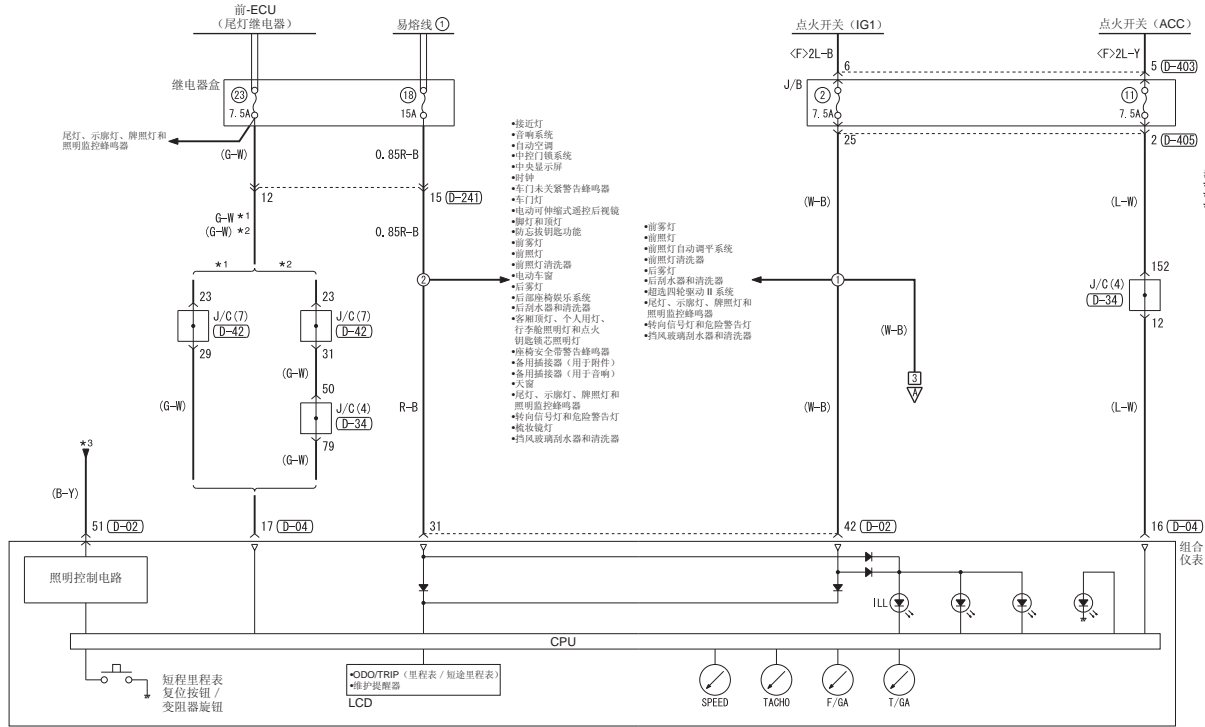 前-ECU
（尾灯继电器）
易熔线 ①
点火开关（IG1）
点火开关（ACC）
<F>2L-B
<F>2L-Y
6
5 (D-403)
继电器盒
J/B
㉓
7.5A
⑱
15A
②
7.5A
⑪
7.5A
尾灯、示廓灯、牌照灯和
照明监控蜂鸣器
25
2 (D-405)
(G-W)
0.85R-B
12
15 (D-241)
G-W *1
(G-W) *2
0.85R-B
(W-B)
(L-W)
•接近灯
•音响系统
•自动空调
•中控门锁系统
•中央显示屏
•时钟
•车门未关紧警告蜂鸣器
•车门灯
•电动可伸缩式遥控后视镜
•脚灯和顶灯
•防忘拔钥匙功能
•前雾灯
•前照灯
•前照灯清洗器
•电动车窗
•后雾灯
•后部座椅娱乐系统
•后刮水器和清洗器
•客厢顶灯、个人用灯、
行李舱照明灯和点火
钥匙锁芯照明灯
•座椅安全带警告蜂鸣器
•备用插接器（用于附件）
•备用插接器（用于音响）
•天窗
•尾灯、示廓灯、牌照灯和
照明监控蜂鸣器
•转向信号灯和危险警告灯
•梳妆镜灯
•挡风玻璃刮水器和清洗器
•前雾灯
•前照灯
•前照灯自动调平系统
•前照灯清洗器
•后雾灯
•后刮水器和清洗器
•超选四轮驱动 II 系统
•尾灯、示廓灯、牌照灯和
照明监控蜂鸣器
•转向信号灯和危险警告灯
•挡风玻璃刮水器和清洗器
*1
*2
②
①
23
J/C(7)
(D-42)
29
23
J/C(7)
(D-42)
31
(G-W)
50
J/C(4)
(D-34)
79
(G-W)
(G-W)
R-B
(W-B)
3
A
(W-B)
152
J/C(4)
(D-34)
12
(L-W)
*3
(B-Y)
51 (D-02)
17 (D-04)
31
42 (D-02)
16 (D-04)
组合
仪表
照明控制电路
ILL
CPU
短程里程表
复位按钮 /
变阻器旋钮
•ODO/TRIP（里程表 / 短途里程表）
•维护提醒器
LCD
SPEED
TACHO
F/GA
T/GA